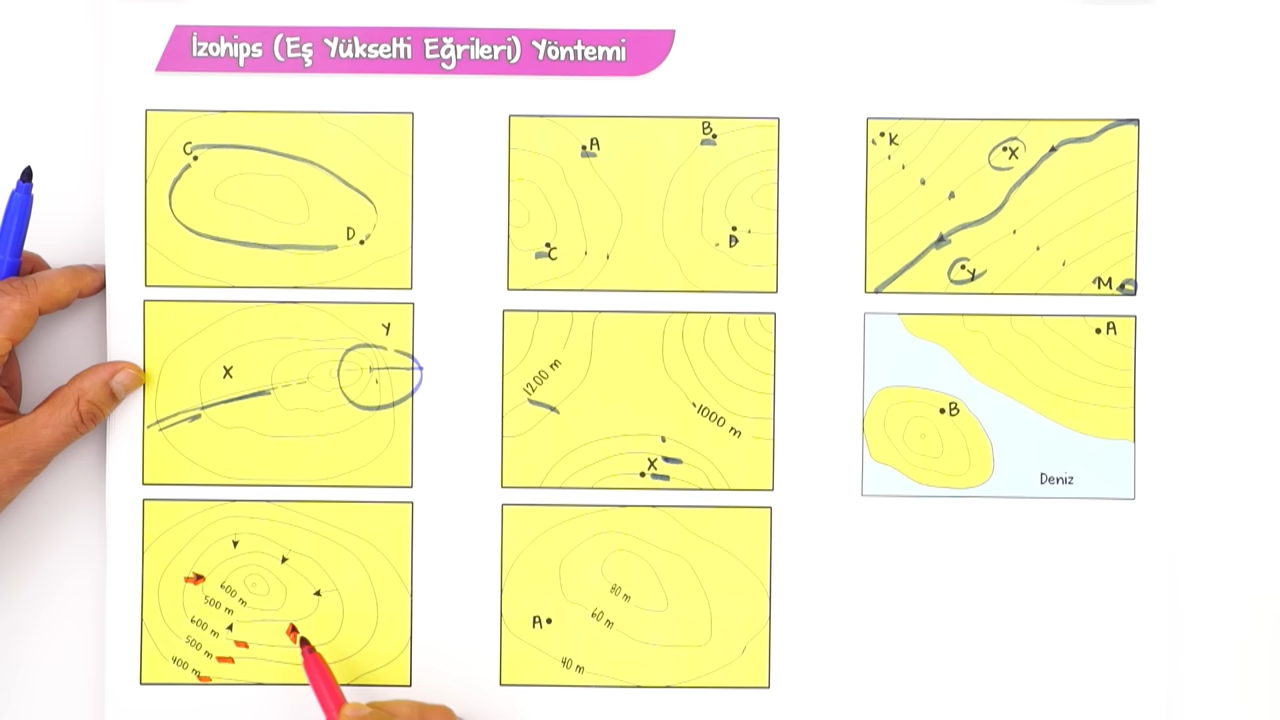 İzohips (Eş Yükselti Eğrileri) Yöntemi
C
D
A
B
C
D
K
X
Y
M
X
Y
1200 m
1000 m
X
A
B
Deniz
600 m
500 m
600 m
500 m
400 m
80 m
60 m
A
40 m